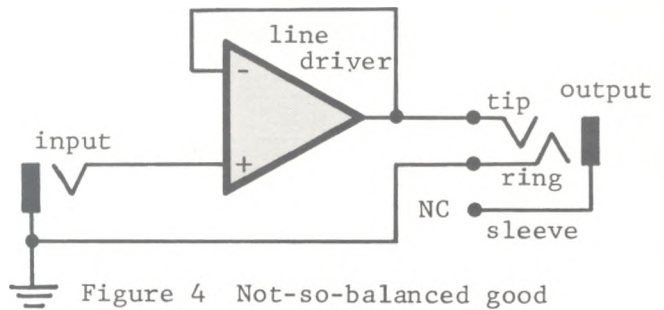 line
driver
-
+
input
tip
output
ring
NC
sleeve
Figure 4 Not-so-balanced good